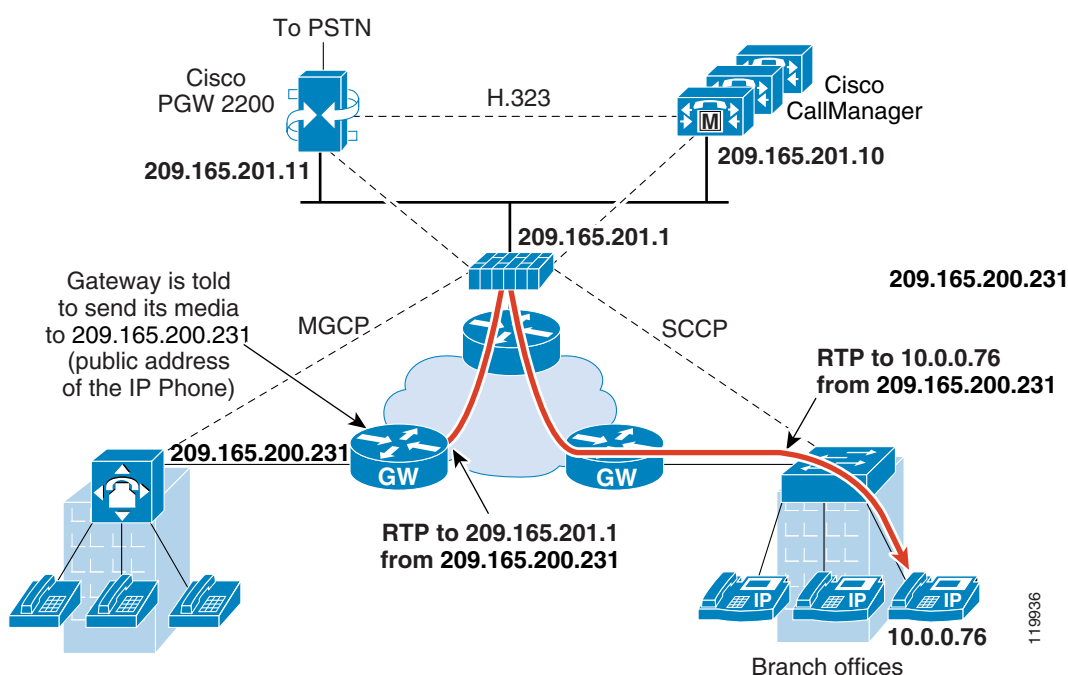 To PSTN
Cisco
PGW 2200
H.323
Cisco
CallManager
M
209.165.201.11
209.165.201.10
209.165.201.1
209.165.200.231
Gateway is told
to send its media
to 209.165.200.231
(public address
of the IP Phone)
MGCP
SCCP
RTP to 10.0.0.76
from 209.165.200.231
209.165.200.231
GW
GW
RTP to 209.165.201.1
from 209.165.200.231
IP
IP
IP
10.0.0.76
Branch offices
119936